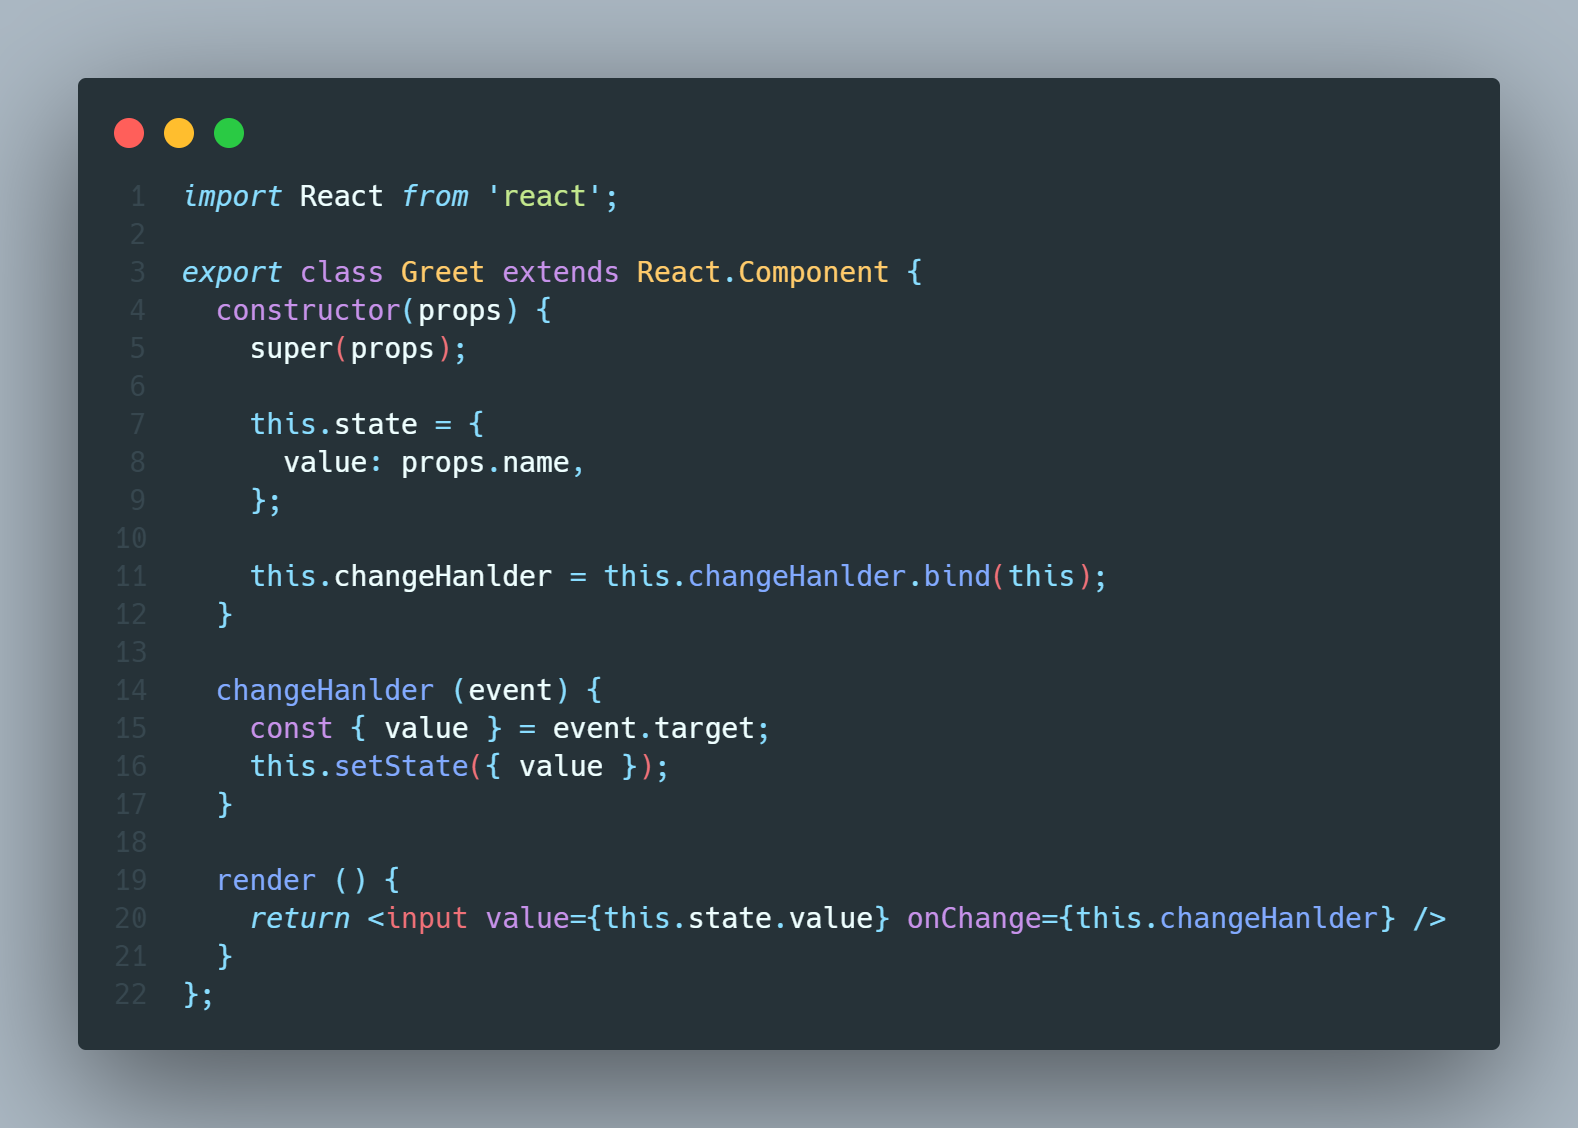 1 import React from 'react';
2
3 export class Greet extends React.Component {
4   constructor(props) {
5     super(props);
6
7     this.state = {
8       value: props.name,
9     };
10
11     this.changeHanlder = this.changeHanlder.bind(this);
12   }
13
14   changeHanlder (event) {
15     const { value } = event.target;
16     this.setState({ value });
17   }
18
19   render () {
20     return <input value={this.state.value} onChange={this.changeHanlder} />
21   }
22 };